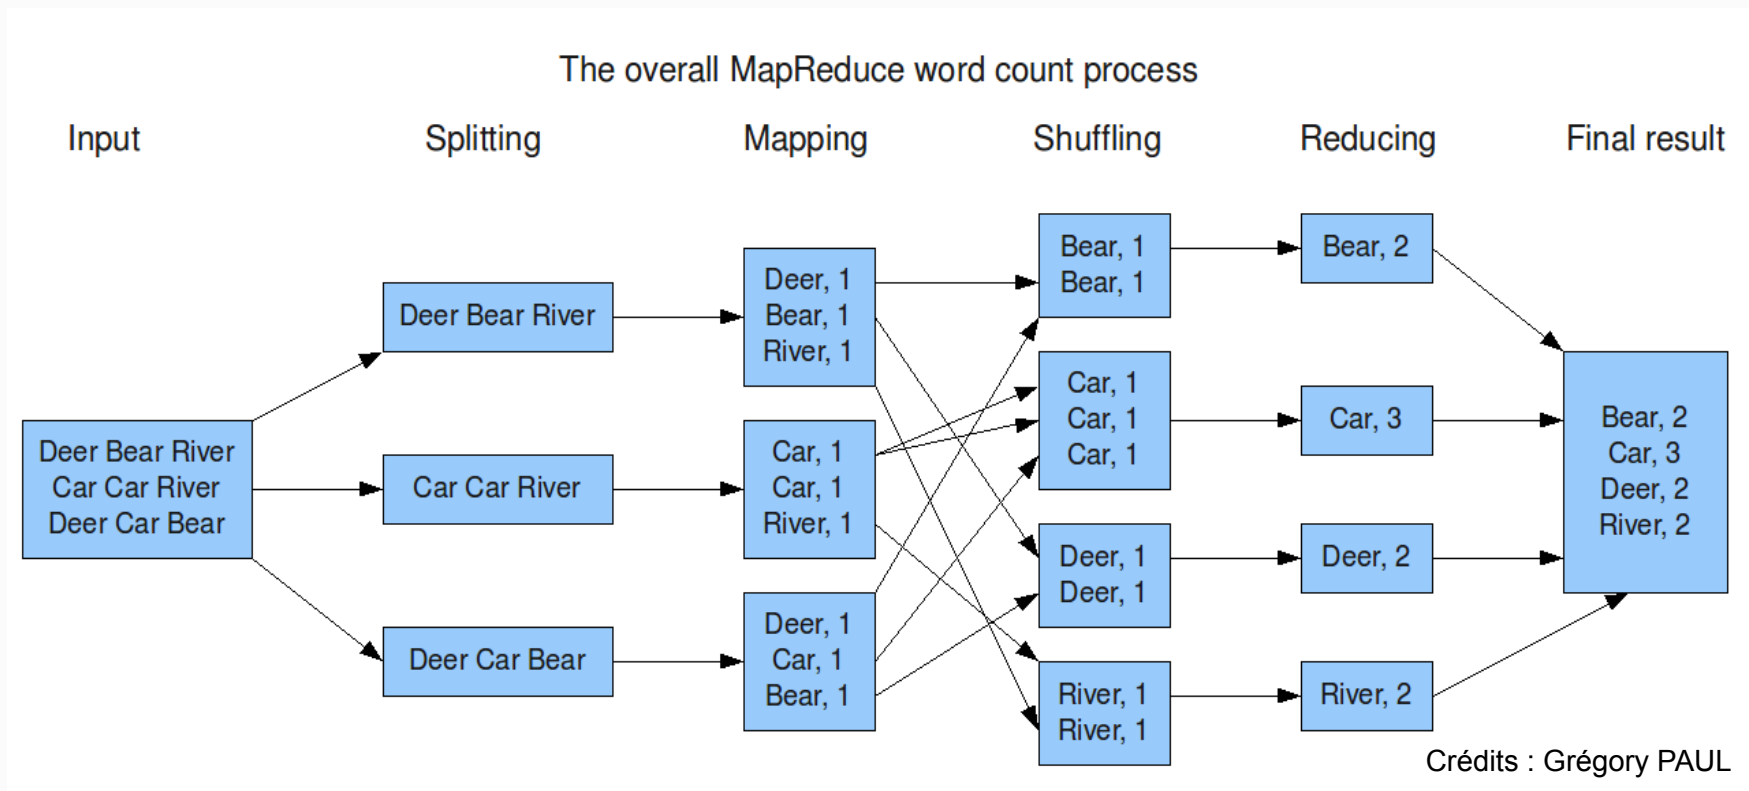 The overall MapReduce word count process
Input
Splitting
Mapping
Shuffling
Reducing
Final result
Deer Bear River
Car Car River
Deer Car Bear
Deer Bear River
Car Car River
Deer Car Bear
Deer, 1
Bear, 1
River, 1
Car, 1
Car, 1
River, 1
Deer, 1
Car, 1
Bear, 1
Bear, 1
Bear, 1
Car, 1
Car, 1
Car, 1
Deer, 1
Deer, 1
River, 1
River, 1
Bear, 2
Car, 3
Deer, 2
River, 2
Bear, 2
Car, 3
Deer, 2
River, 2
Crédits : Grégory PAUL